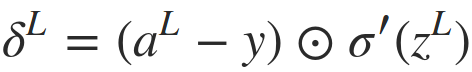 δ^L = (a^L − y) ⊙ σ′(z^L)